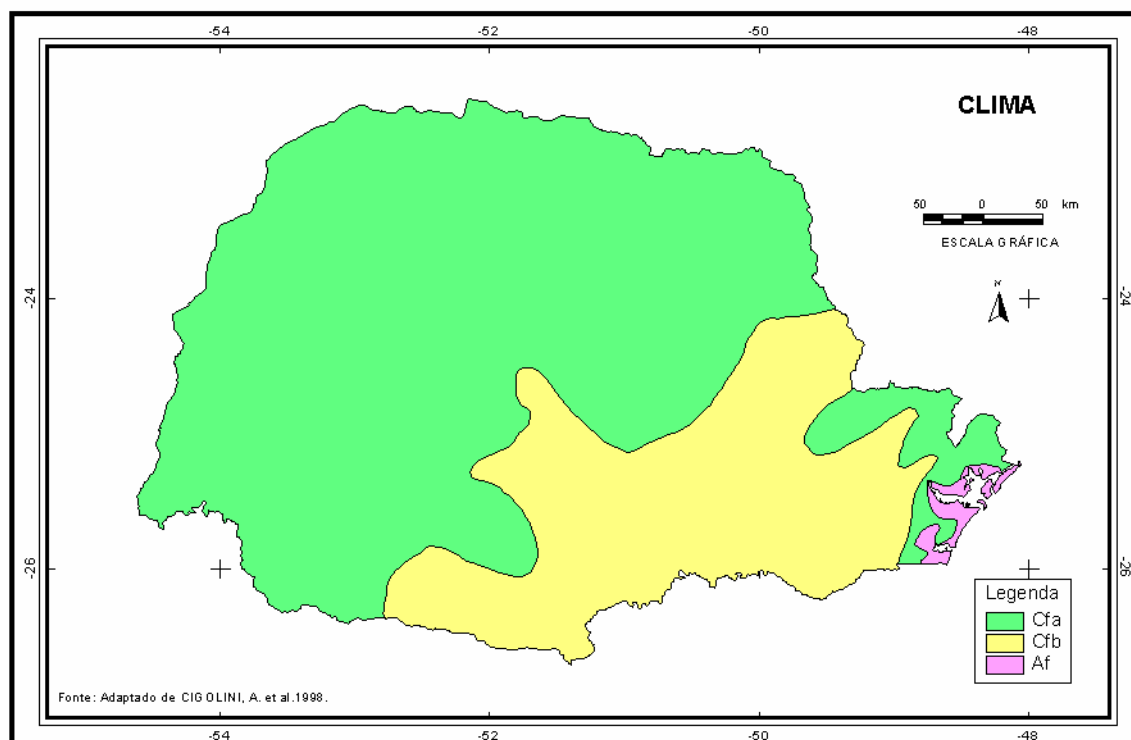 -54 -52 -50 -48
CLIMA
50 0 50 km
ESCALA GRÁFICA
N
-24 -24
-26 -26
Legenda
Cfa
Cfb
Af
Fonte: Adaptado de CIGOLINI, A. et al.1998.
-54 -52 -50 -48